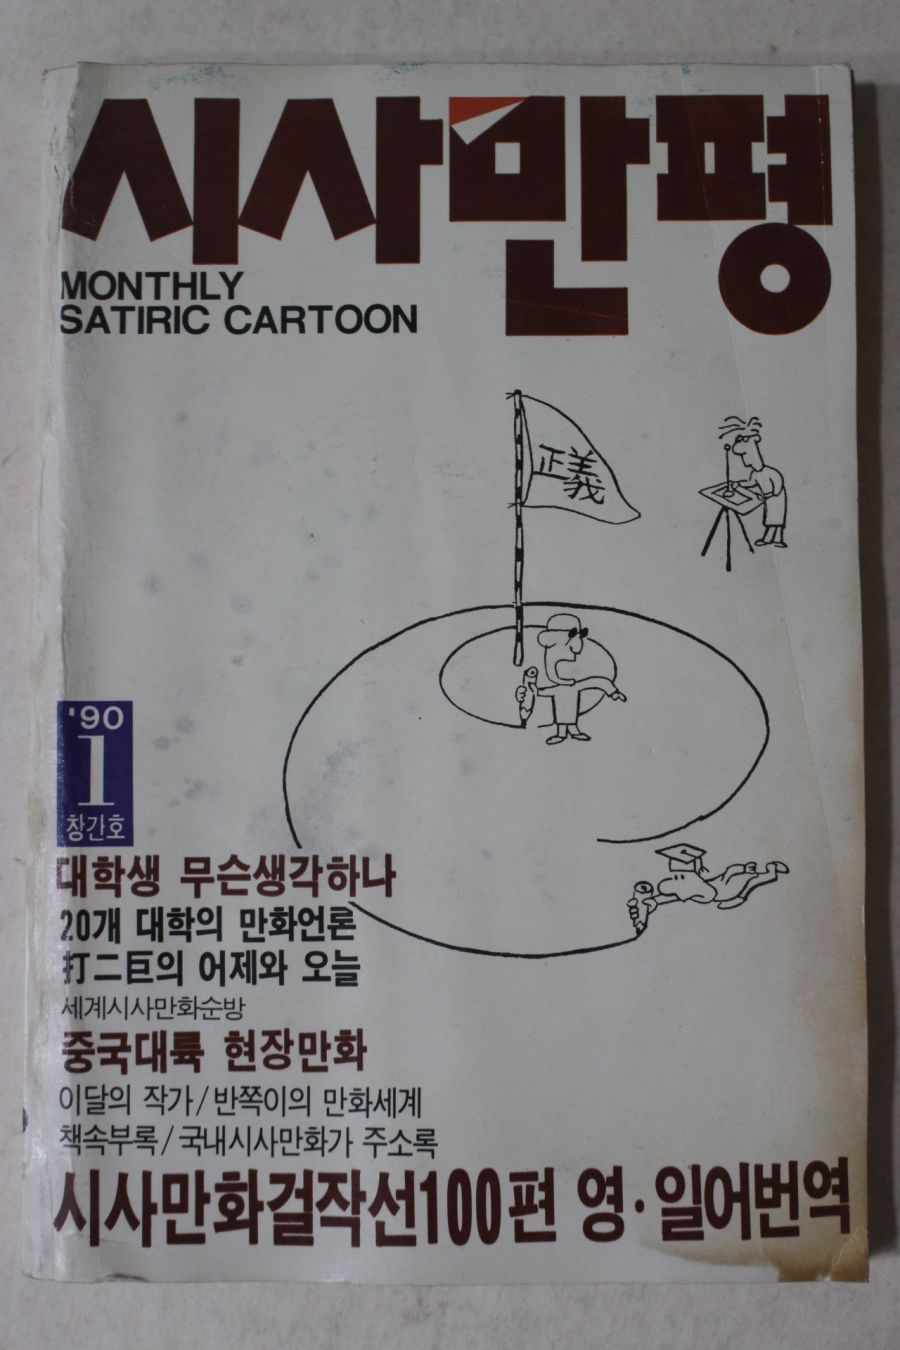 시사만평
MONTHLY
SATIRIC CARTOON
正義
'90
1
창간호
대학생 무슨생각하나
20개 대학의 만화언론
打二巨의 어제와 오늘
세계시사만화순방
중국대륙 현장만화
이달의 작가/반쪽이의 만화세계
책속부록/국내시사만화가 주소록
시사만화걸작선100편 영·일어번역